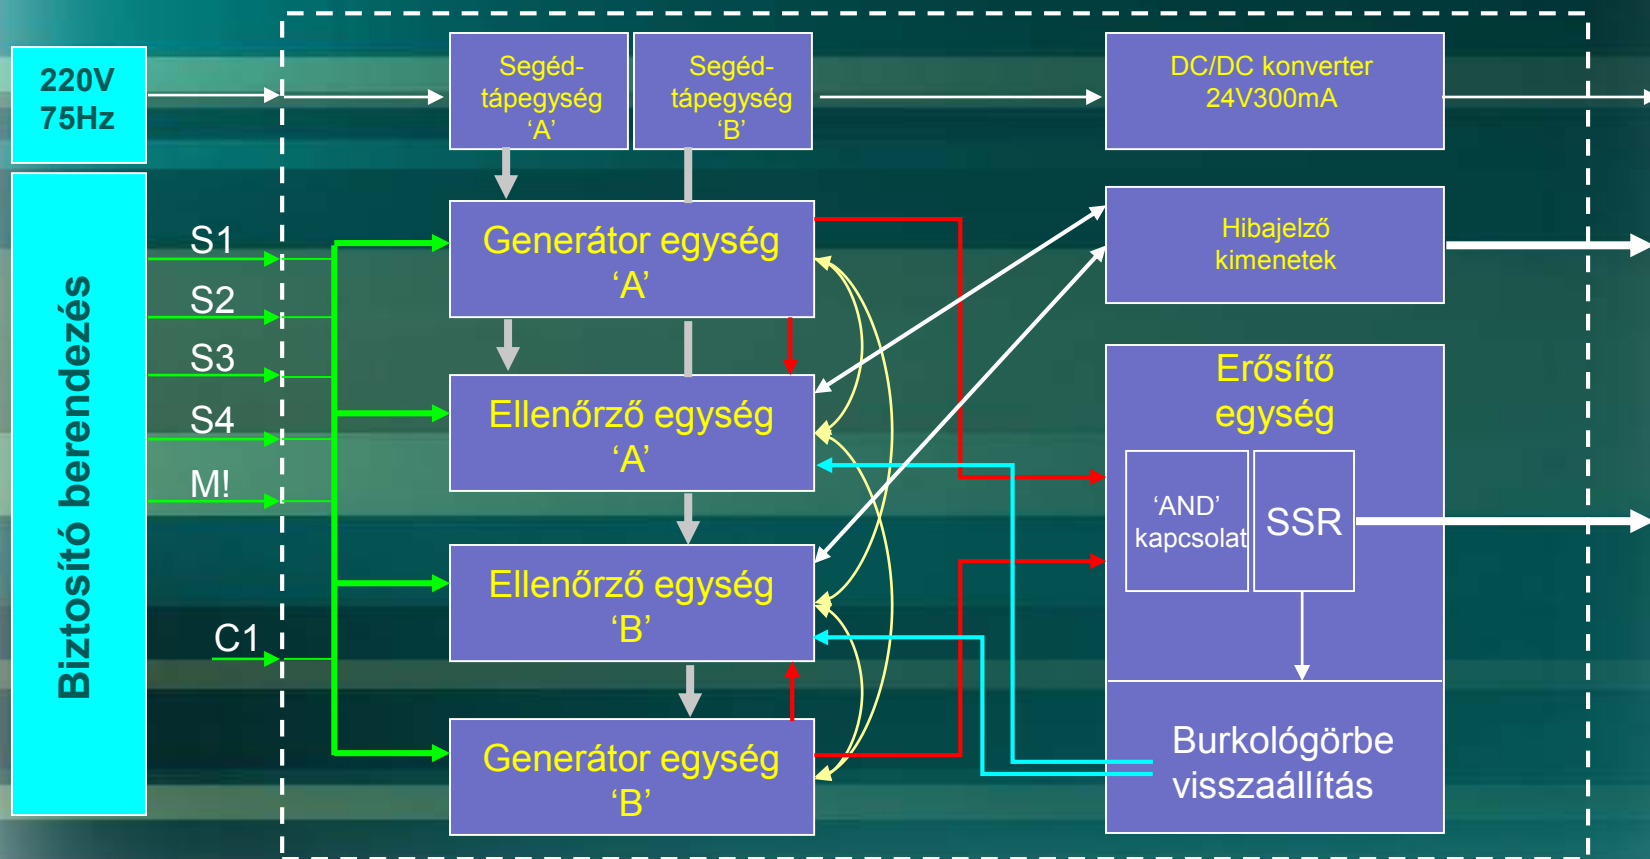 220V
75Hz
Segéd-
tápegység
‘A’
Segéd-
tápegység
‘B’
DC/DC konverter
24V300mA
Biztosító berendezés
S1
S2
S3
S4
M!
C1
Generátor egység
‘A’
Ellenőrző egység
‘A’
Ellenőrző egység
‘B’
Generátor egység
‘B’
Hibajelző
kimenetek
Erősítő
egység
‘AND’
kapcsolat
SSR
Burkológörbe
visszaállítás